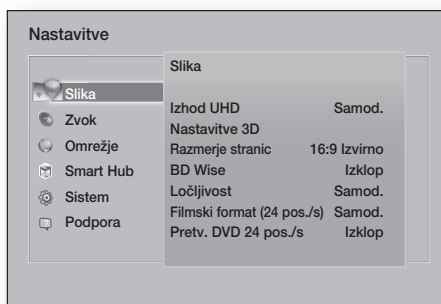 Nastavitve
Slika
Zvok
Omrežje
Smart Hub
Sistem
Podpora
Slika
Izhod UHD Samod.
Nastavitve 3D
Razmerje stranic 16:9 Izvirno
BD Wise Izklop
Ločljivost Samod.
Filmski format (24 pos./s) Samod.
Pretv. DVD 24 pos./s Izklop